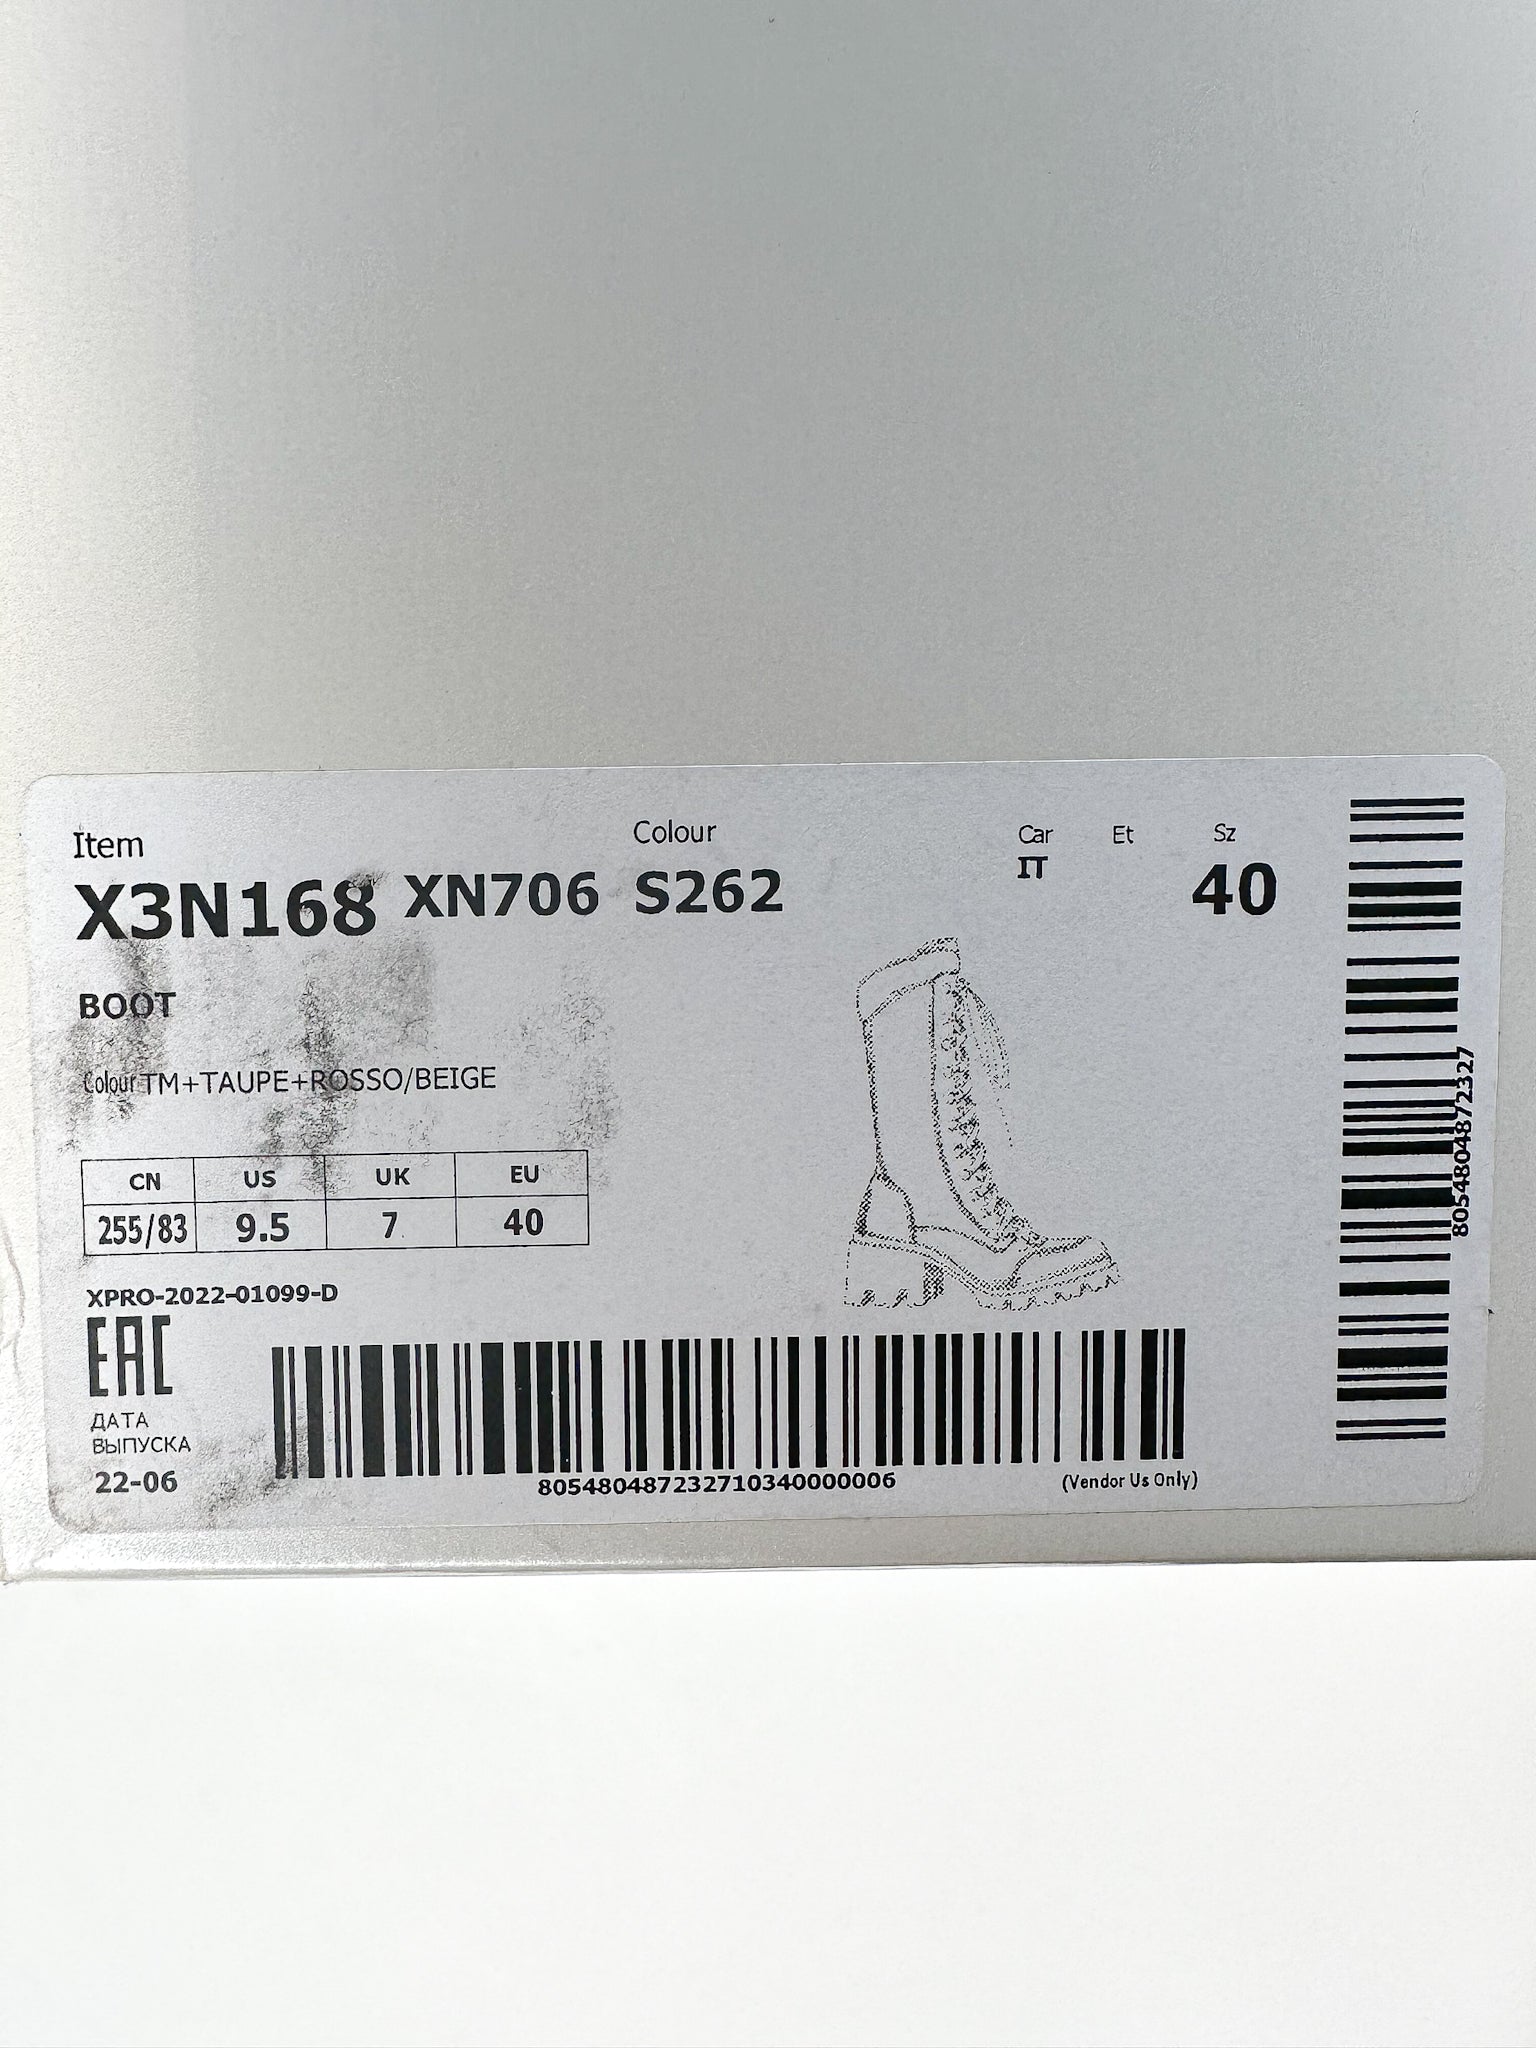 Item Colour Car Et Sz
X3N168 XN706 S262 IT 40
BOOT
Colour TM+TAUPE+ROSSO/BEIGE
CN US UK EU
255/83 9.5 7 40
XPRO-2022-01099-D
EAC
ДАТА
ВЫПУСКА
22-06
805480487232710340000006
(Vendor Us Only)
8054804872327